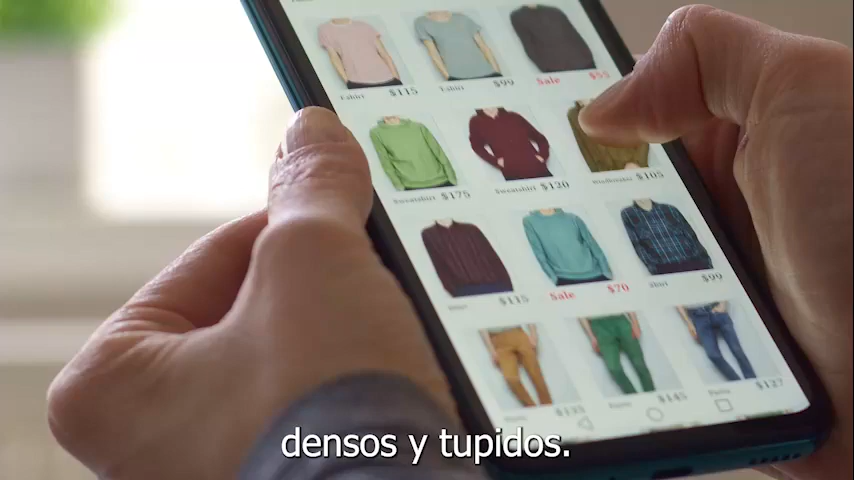 Tshirt $115
Tshirt $99
Sale $55
Sweatshirt $175
Sweatshirt $120
Windbreaker $105
$115
Sale $70
Shirt $99
$135
$145
$127
densos y tupidos.